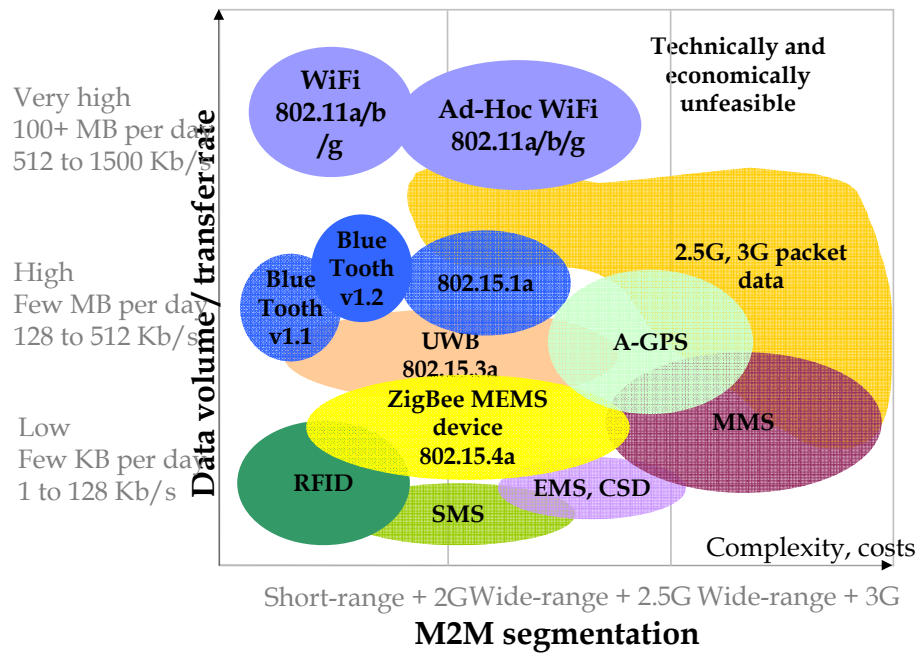 Technically and
economically
unfeasible
WiFi
802.11a/b
/g
Ad-Hoc WiFi
802.11a/b/g
Very high
100+ MB per day
512 to 1500 Kb/s
Data volume/ transfer rate
Blue
Tooth
v1.2
Blue
Tooth
v1.1
802.15.1a
2.5G, 3G packet
data
High
Few MB per day
128 to 512 Kb/s
UWB
802.15.3a
A-GPS
ZigBee MEMS
device
802.15.4a
MMS
Low
Few KB per day
1 to 128 Kb/s
RFID
EMS, CSD
SMS
Complexity, costs
Short-range + 2G
Wide-range + 2.5G
Wide-range + 3G
M2M segmentation